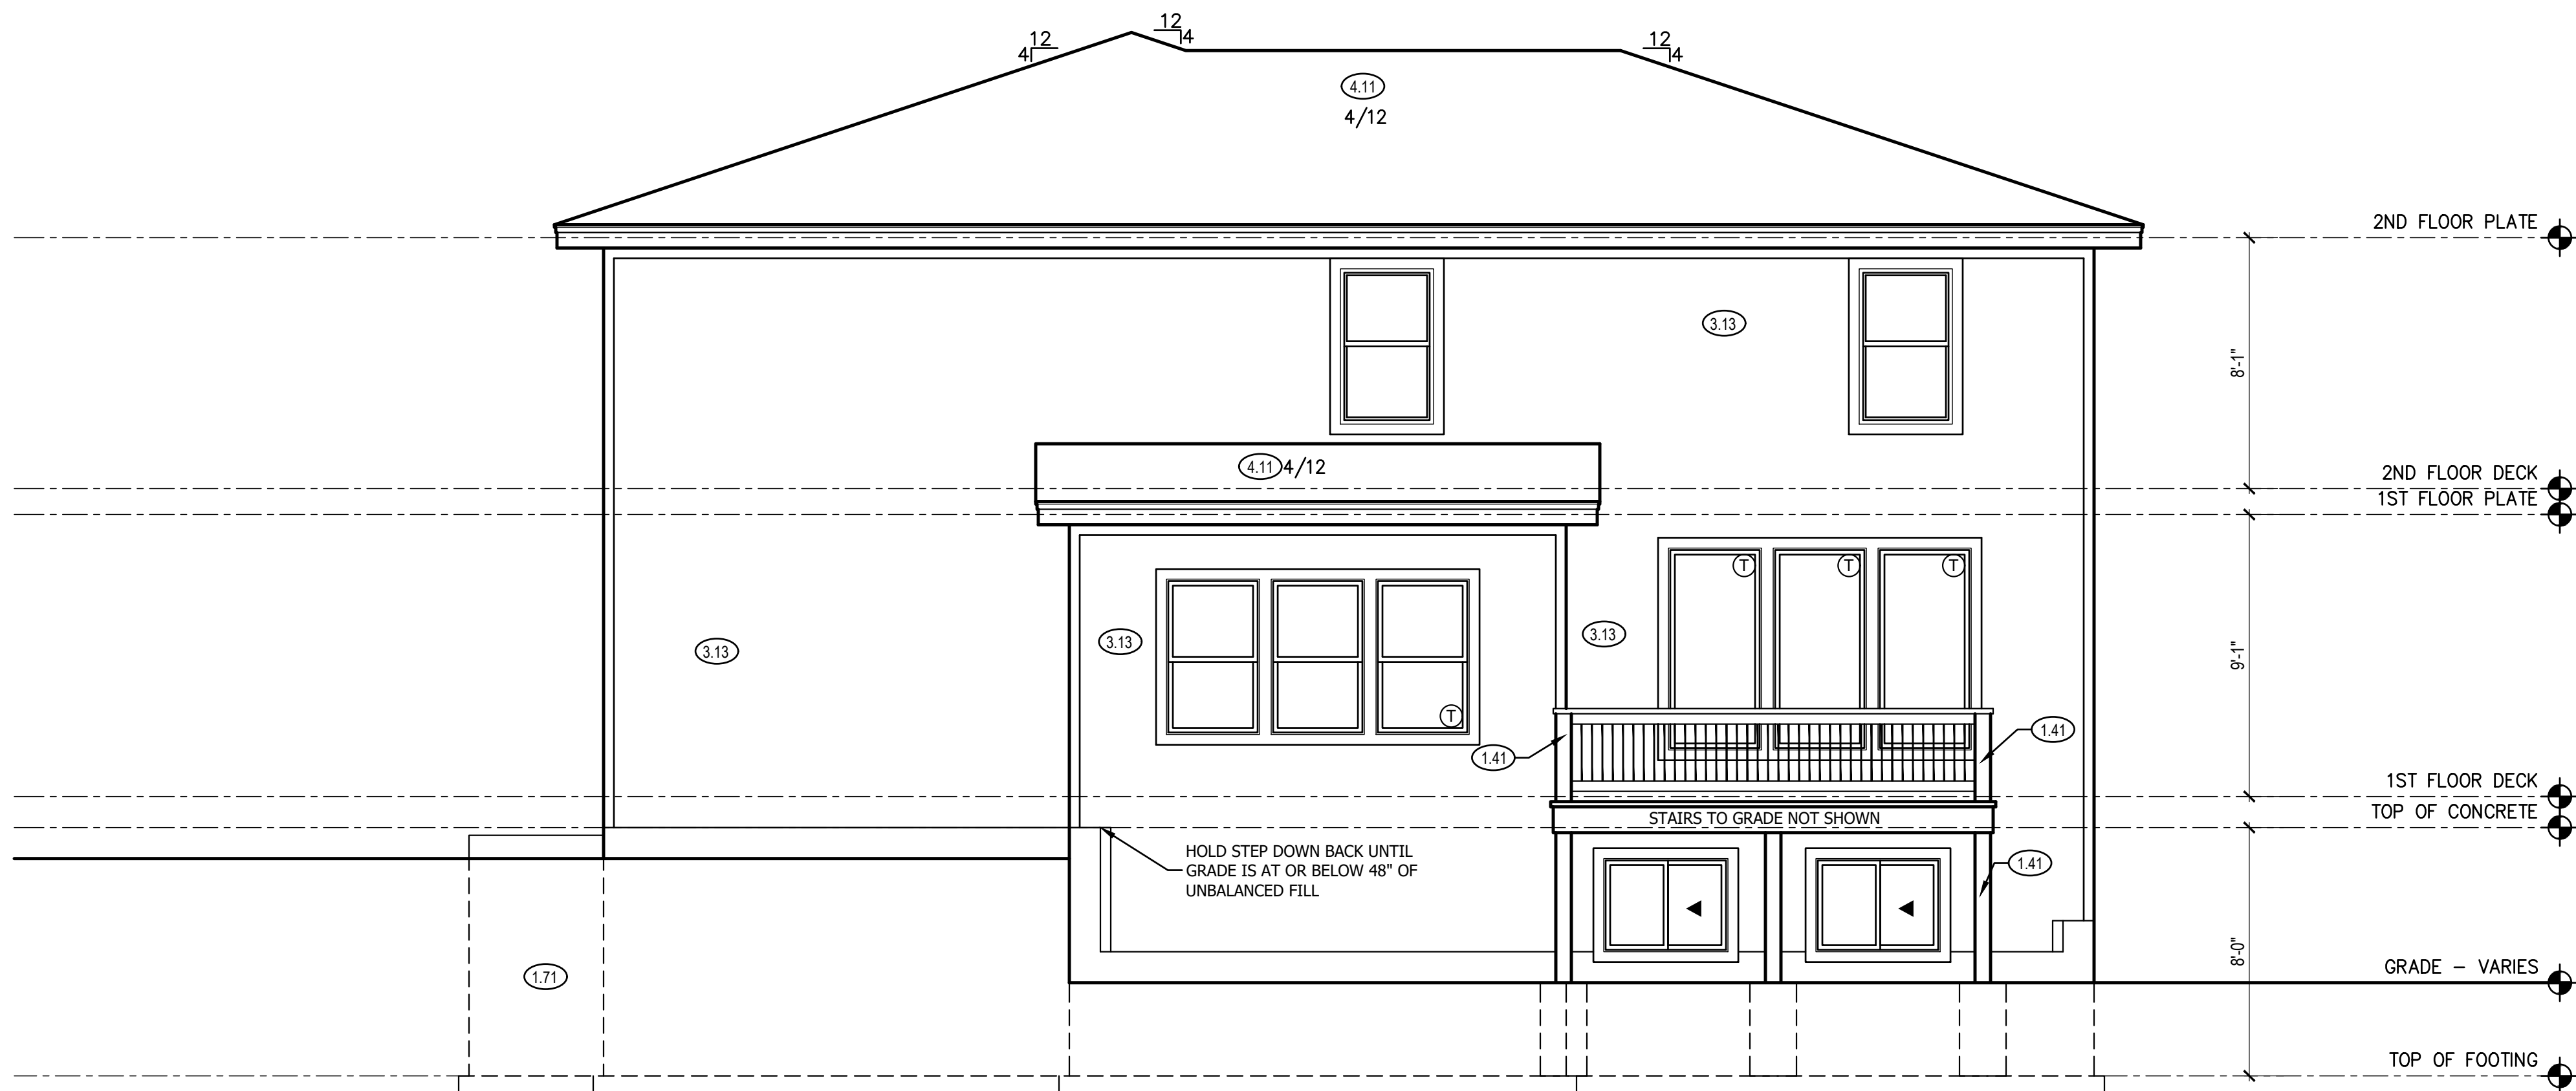 12
4
12
4
12
4
4.11
4/12
2ND FLOOR PLATE
3.13
8'-1"
4.11 4/12
2ND FLOOR DECK
1ST FLOOR PLATE
T T T
3.13
3.13
3.13
9'-1"
T
1.41
1.41
1ST FLOOR DECK
TOP OF CONCRETE
STAIRS TO GRADE NOT SHOWN
HOLD STEP DOWN BACK UNTIL
GRADE IS AT OR BELOW 48" OF
UNBALANCED FILL
1.41
8'-0"
GRADE – VARIES
1.71
TOP OF FOOTING